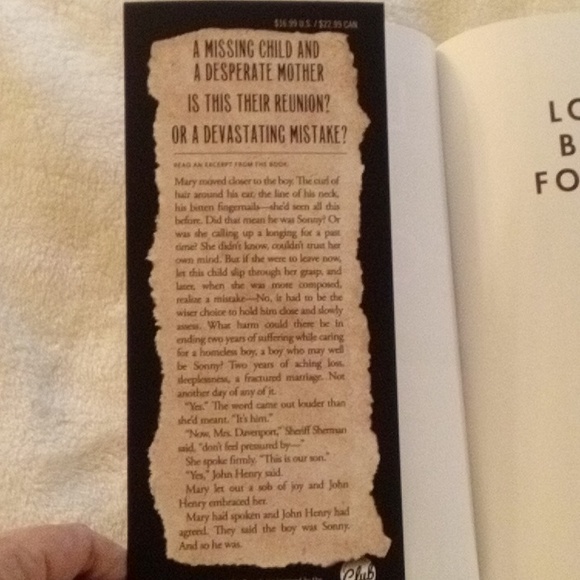 $16.99 U.S. / $22.99 CAN
A MISSING CHILD AND
A DESPERATE MOTHER
IS THIS THEIR REUNION?
OR A DEVASTATING MISTAKE?
READ AN EXCERPT FROM THE BOOK:
Mary moved closer to the boy. The curl of
hair around his ear, the line of his neck,
his bitten fingernails—she'd seen all this
before. Did that mean he was Sonny? Or
was she calling up a longing for a past
time? She didn't know, couldn't trust her
own mind. But if she were to leave now,
let this child slip through her grasp, and
later, when she was more composed,
realize a mistake—No, it had to be the
wiser choice to hold him close and slowly
assess. What harm could there be in
ending two years of suffering while caring
for a homeless boy, a boy who may well
be Sonny? Two years of aching loss,
sleeplessness, a fractured marriage. Not
another day of any of it.
"Yes." The word came out louder than
she'd meant. "It's him."
"Now, Mrs. Davenport," Sheriff Sherman
said, "don't feel pressured by—"
She spoke firmly. "This is our son."
"Yes," John Henry said.
Mary let out a sob of joy and John
Henry embraced her.
Mary had spoken and John Henry had
agreed. They said the boy was Sonny.
And so he was.
Club
LO
B
FO